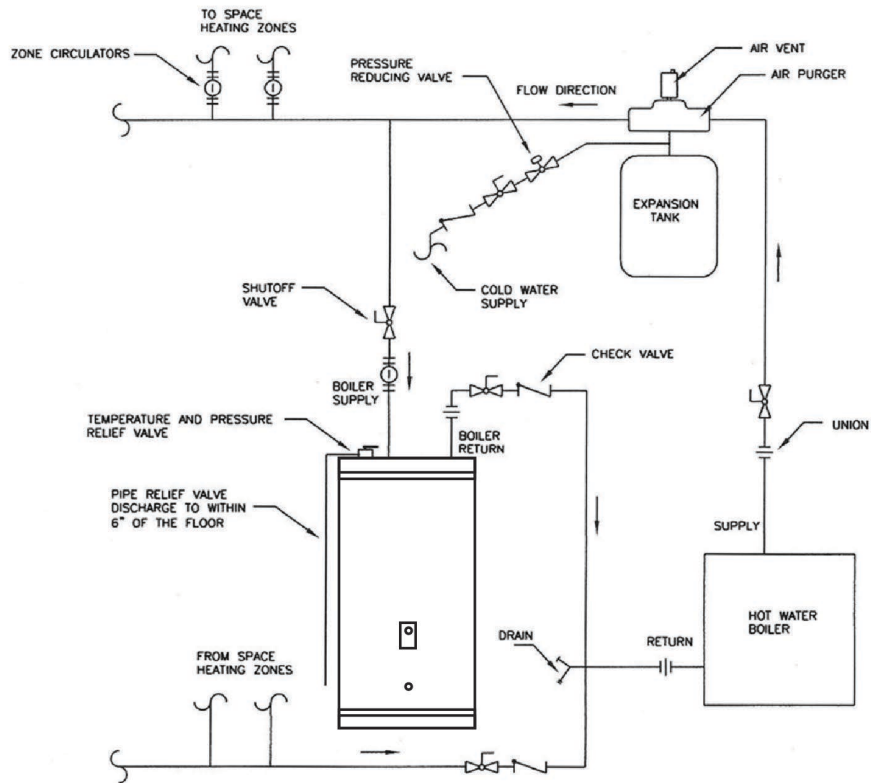 TO SPACE
HEATING ZONES
ZONE CIRCULATORS
PRESSURE
REDUCING VALVE
FLOW DIRECTION
AIR VENT
AIR PURGER
EXPANSION
TANK
COLD WATER
SUPPLY
SHUTOFF
VALVE
CHECK VALVE
BOILER
SUPPLY
TEMPERATURE AND PRESSURE
RELIEF VALVE
BOILER
RETURN
UNION
PIPE RELIEF VALVE
DISCHARGE TO WITHIN
6" OF THE FLOOR
SUPPLY
HOT WATER
BOILER
DRAIN
RETURN
FROM SPACE
HEATING ZONES